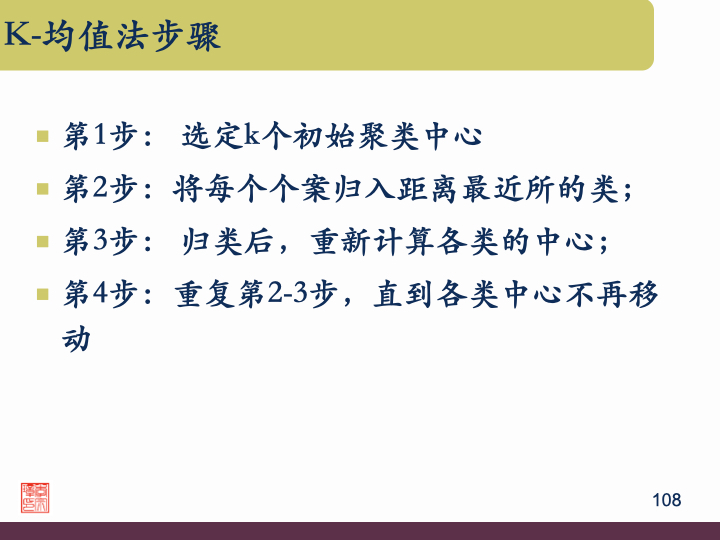 K-均值法步骤
第1步： 选定k个初始聚类中心
第2步：将每个个案归入距离最近所的类；
第3步： 归类后，重新计算各类的中心；
第4步：重复第2-3步，直到各类中心不再移
动
108